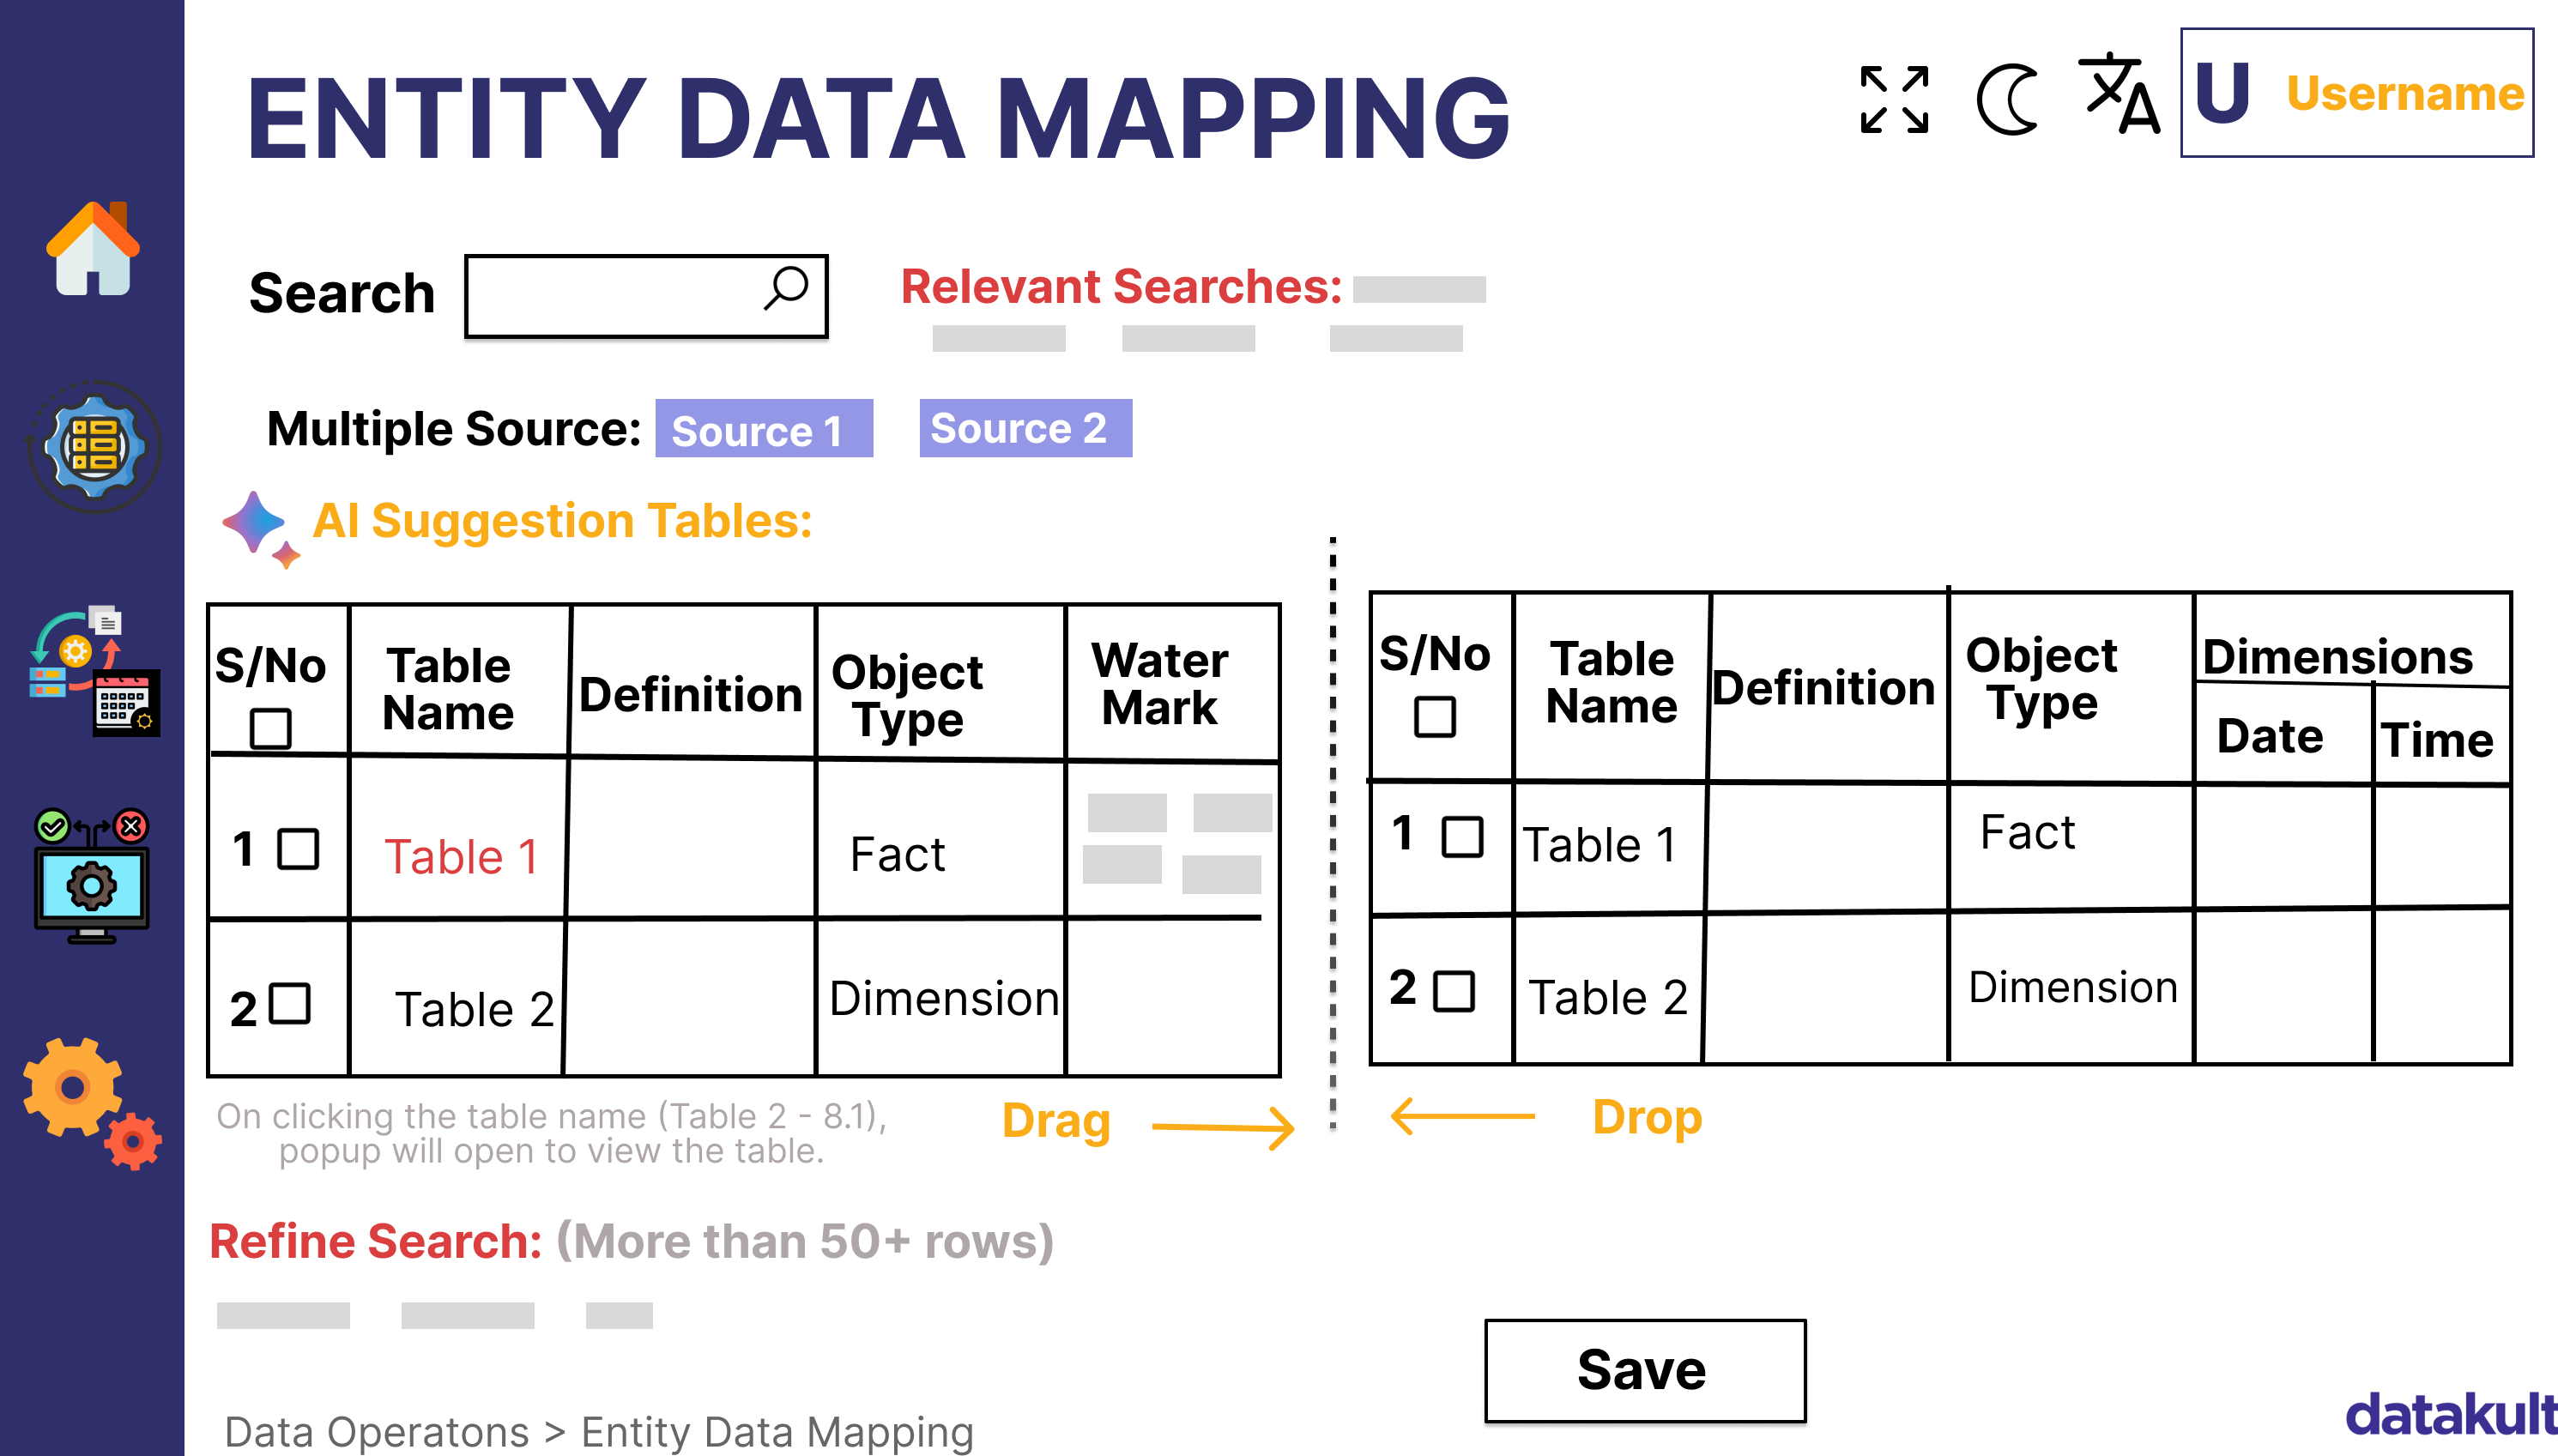 ENTITY DATA MAPPING
U Username
Search
Relevant Searches:
Multiple Source: Source 1 Source 2
AI Suggestion Tables:
S/No
Table
Name
Definition
Object
Type
Water
Mark
1 Table 1 Fact
2 Table 2 Dimension
S/No
Table
Name
Definition
Object
Type
Dimensions
Date Time
1 Table 1 Fact
2 Table 2 Dimension
On clicking the table name (Table 2 - 8.1),
popup will open to view the table.
Drag
Drop
Refine Search: (More than 50+ rows)
Save
Data Operatons > Entity Data Mapping
datakult